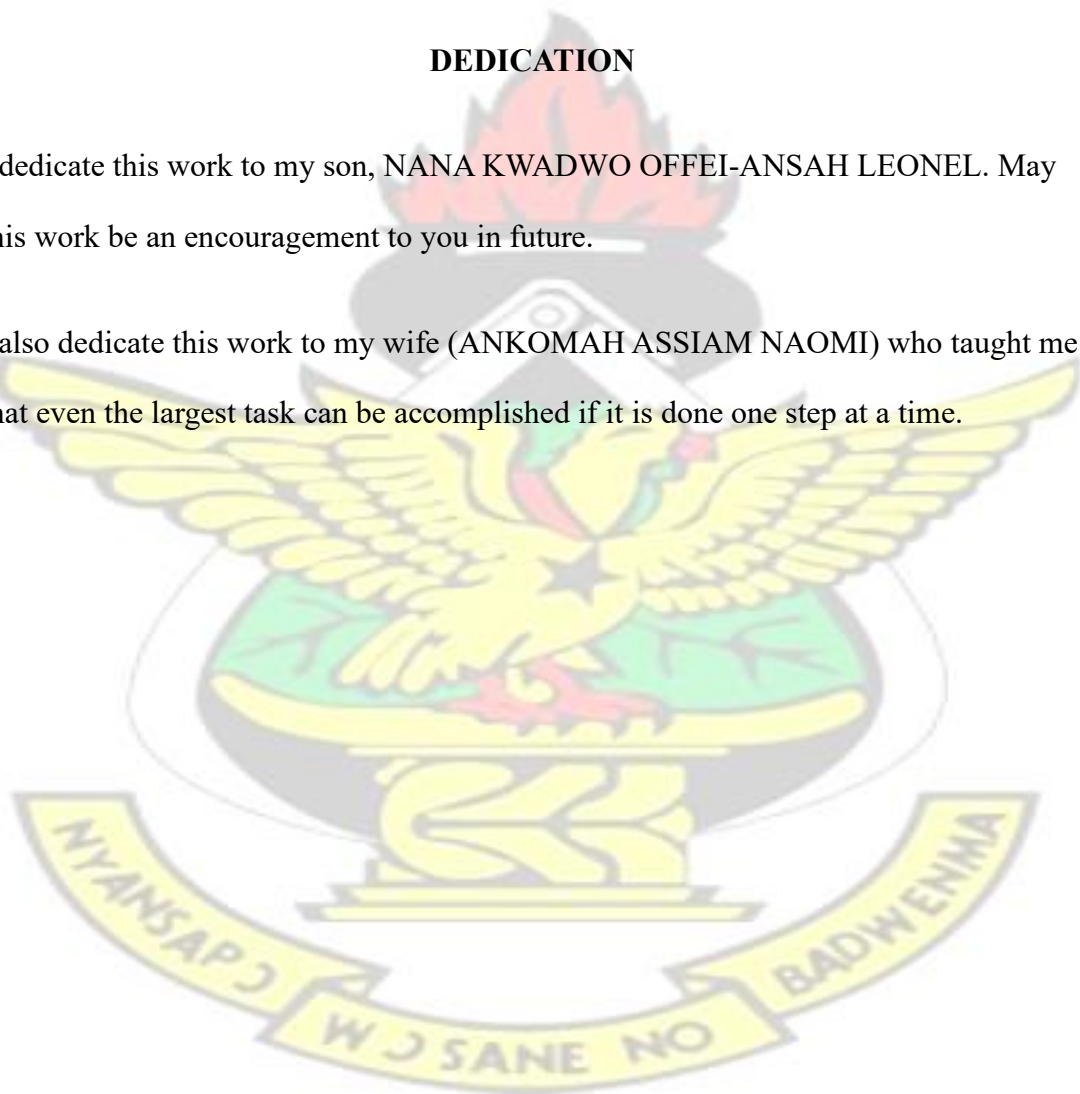 DEDICATION
dedicate this work to my son, NANA KWADWO OFFEI-ANSAH LEONEL. May
his work be an encouragement to you in future.
also dedicate this work to my wife (ANKOMAH ASSIAM NAOMI) who taught me
hat even the largest task can be accomplished if it is done one step at a time.
NYANSAPƆ
WƆSANE NO
BADWENMA